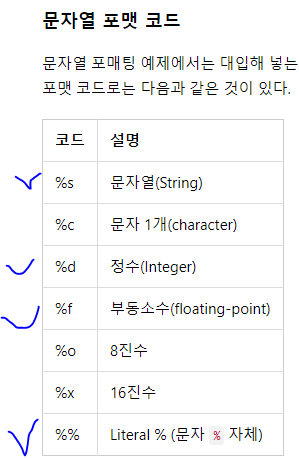 문자열 포맷 코드
문자열 포매팅 예제에서는 대입해 넣는
포맷 코드로는 다음과 같은 것이 있다.
코드 설명
%s 문자열(String)
%c 문자 1개(character)
%d 정수(Integer)
%f 부동소수(floating-point)
%o 8진수
%x 16진수
%% Literal % (문자 % 자체)